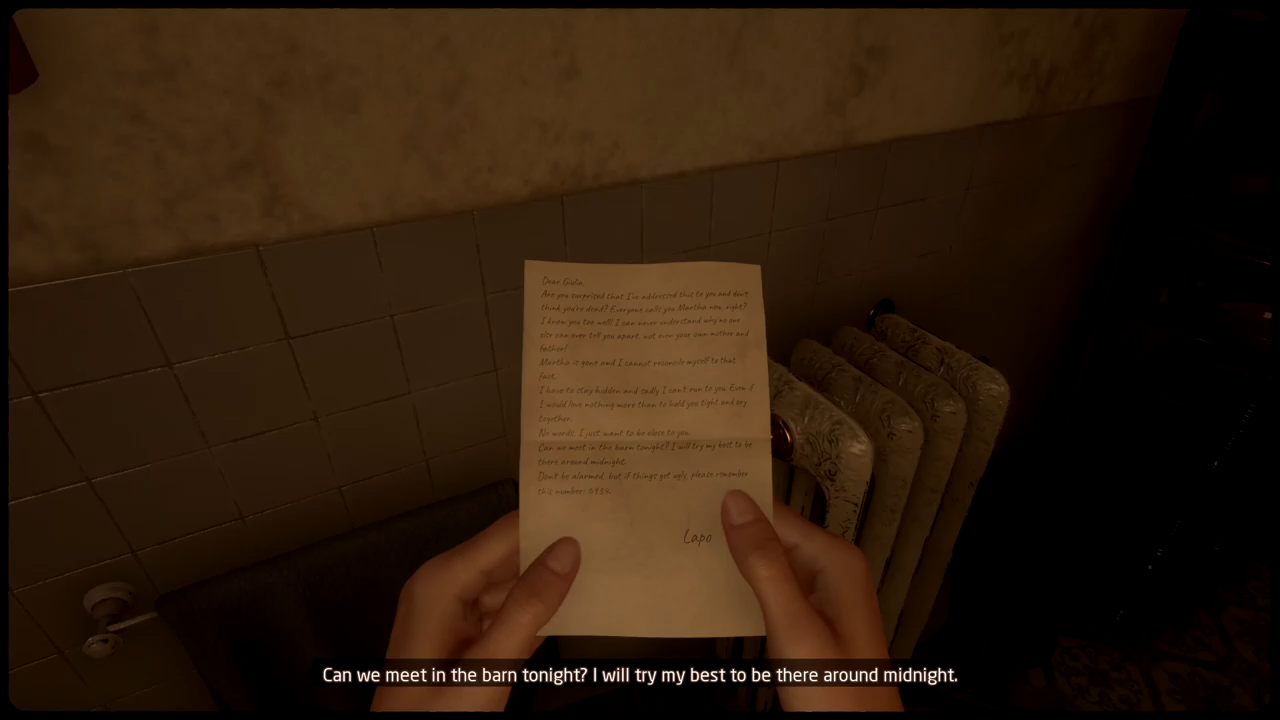 Dear Giulia,
Are you surprised that I've addressed this to you and don't
think you're dead? Everyone calls you Martha now, right?
I know you too well! I can never understand why no one
else can ever tell you apart, not even your own mother and
father!
Martha is gone and I cannot reconcile myself to that
fact.
I have to stay hidden and sadly I can't run to you. Even if
I would love nothing more than to hold you tight and cry
together.
No words. I just want to be close to you.
Can we meet in the barn tonight? I will try my best to be
there around midnight.
Don't be alarmed, but if things get ugly, please remember
this number:
Lapo
Can we meet in the barn tonight? I will try my best to be there around midnight.